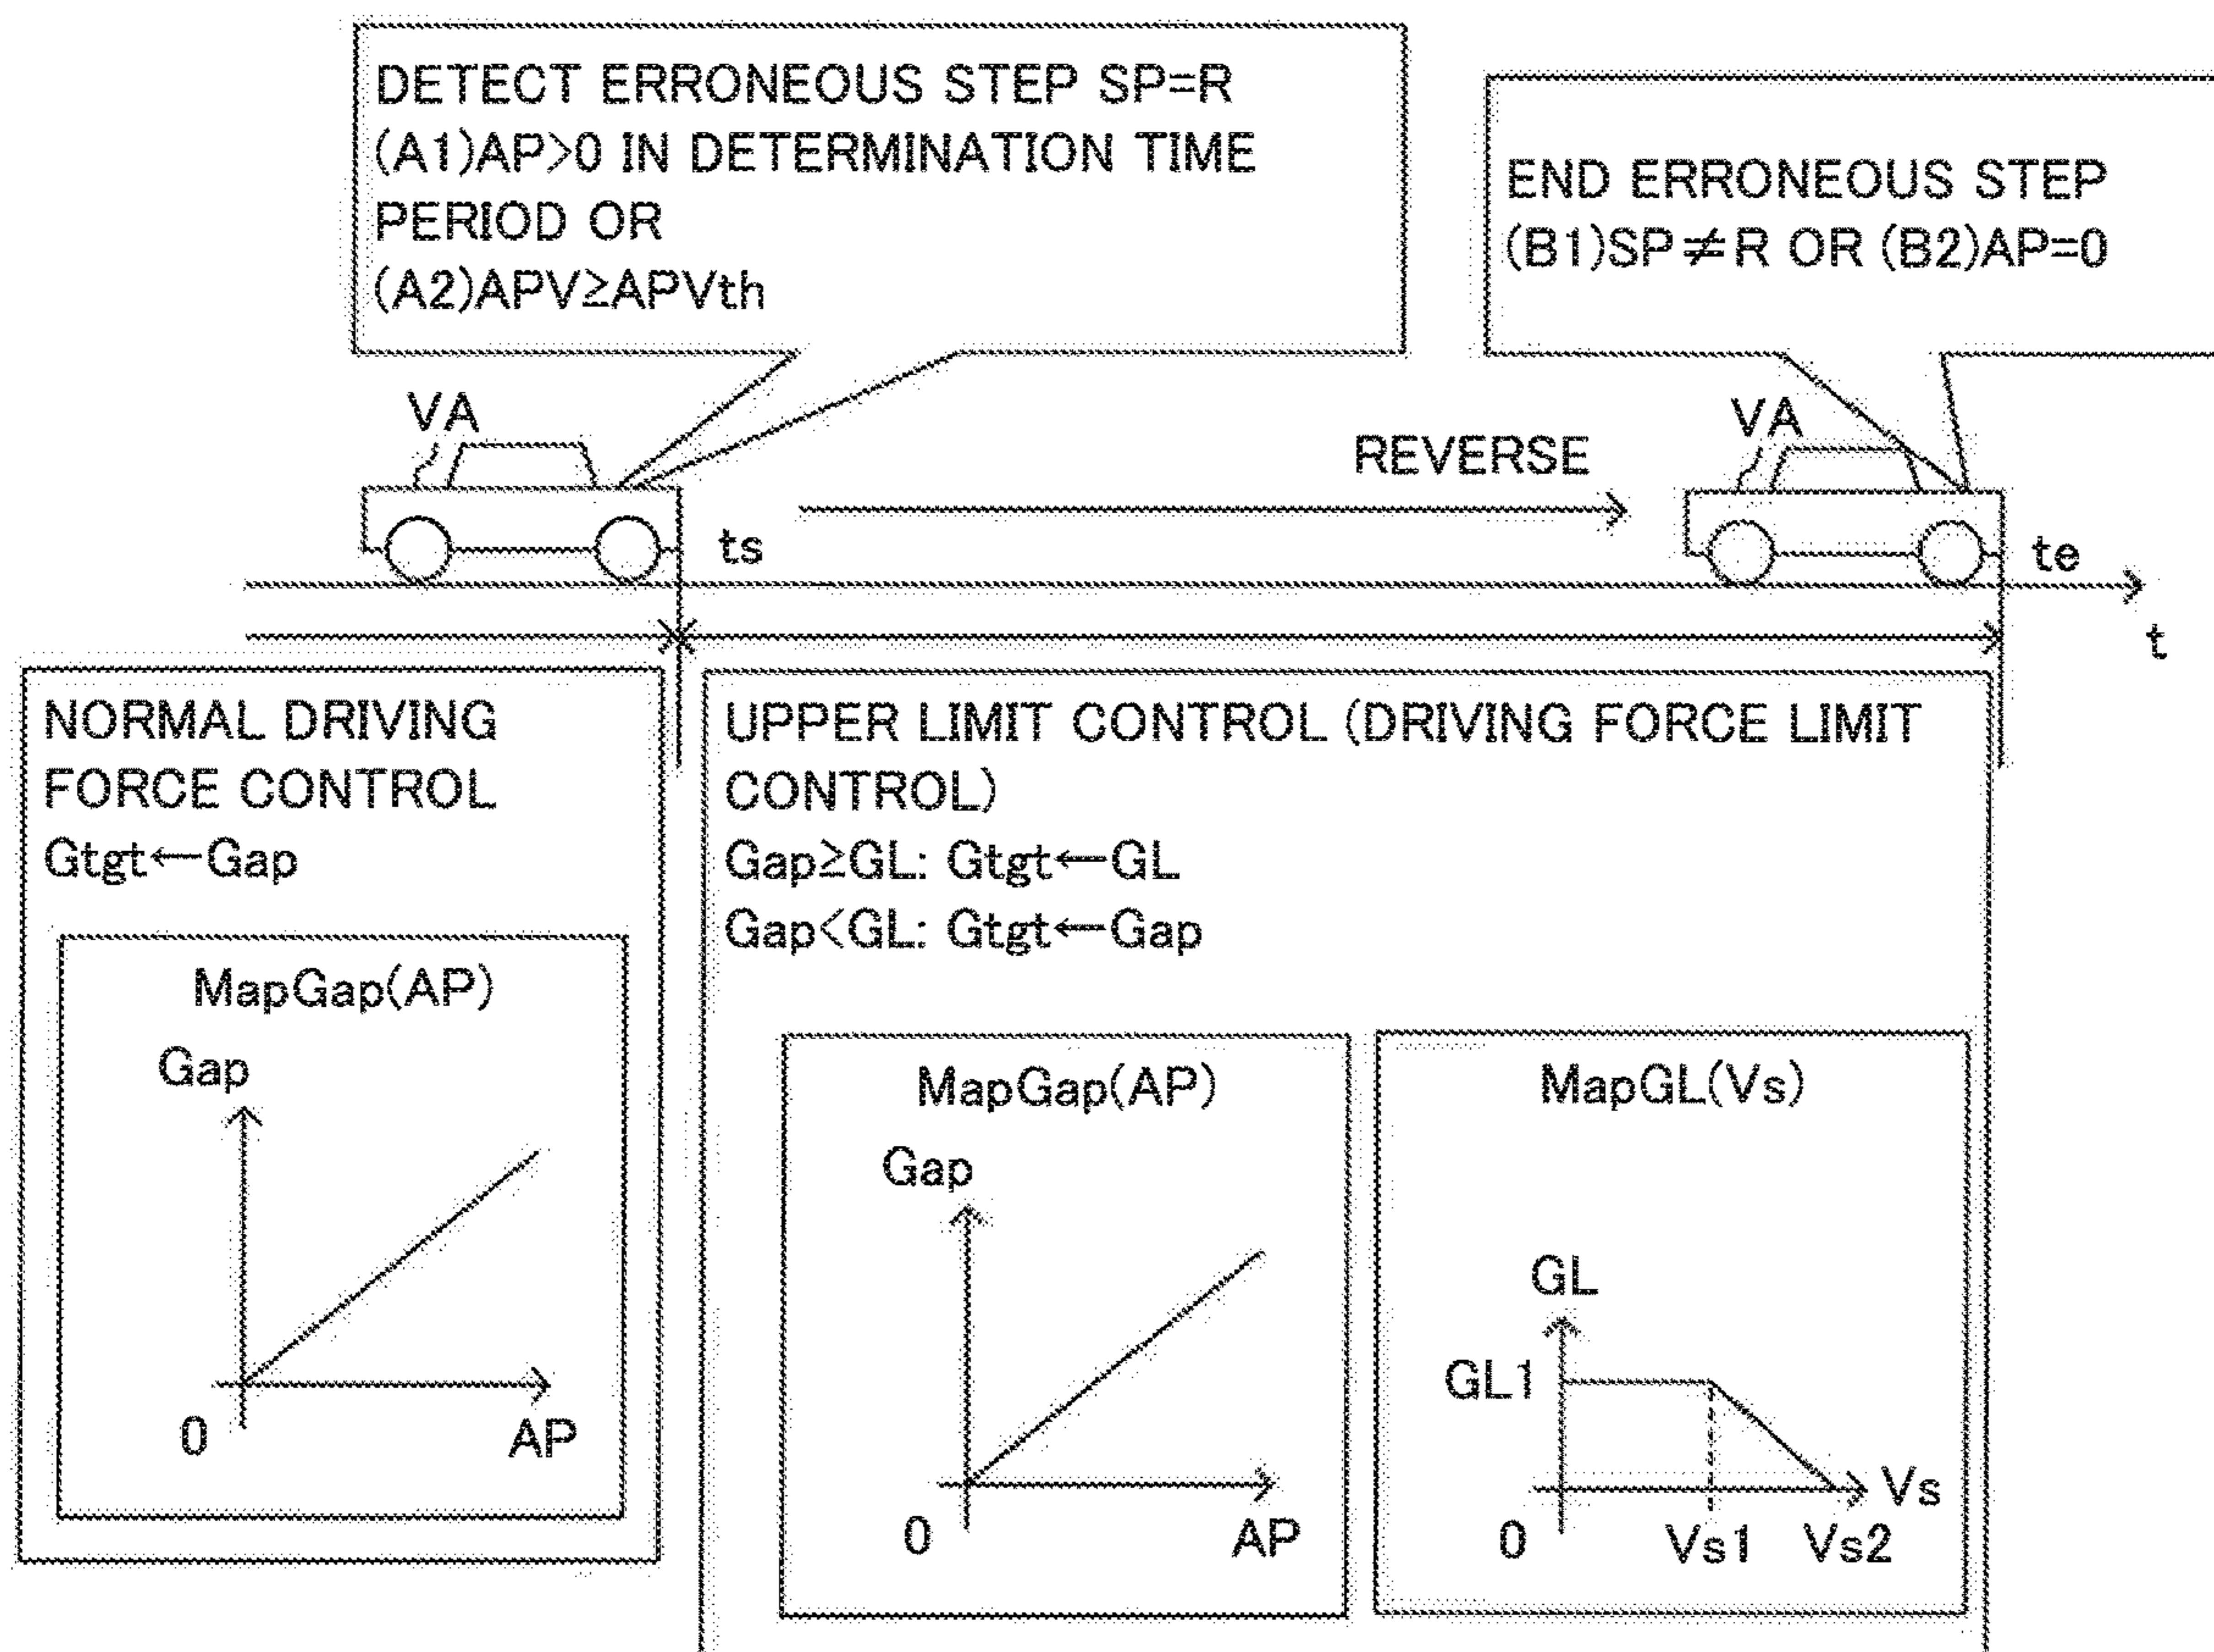 DETECT ERRONEOUS STEP SP=R
(A1)AP>0 IN DETERMINATION TIME
PERIOD OR
(A2)APV≥APVth
END ERRONEOUS STEP
(B1)SP≠R OR (B2)AP=0
VA
REVERSE
VA
ts
te
t
NORMAL DRIVING
FORCE CONTROL
Gtgt←Gap
MapGap(AP)
Gap
0
AP
UPPER LIMIT CONTROL (DRIVING FORCE LIMIT
CONTROL)
Gap≥GL: Gtgt←GL
Gap<GL: Gtgt←Gap
MapGap(AP)
Gap
0
AP
MapGL(Vs)
GL
GL1
Vs
0
Vs1
Vs2